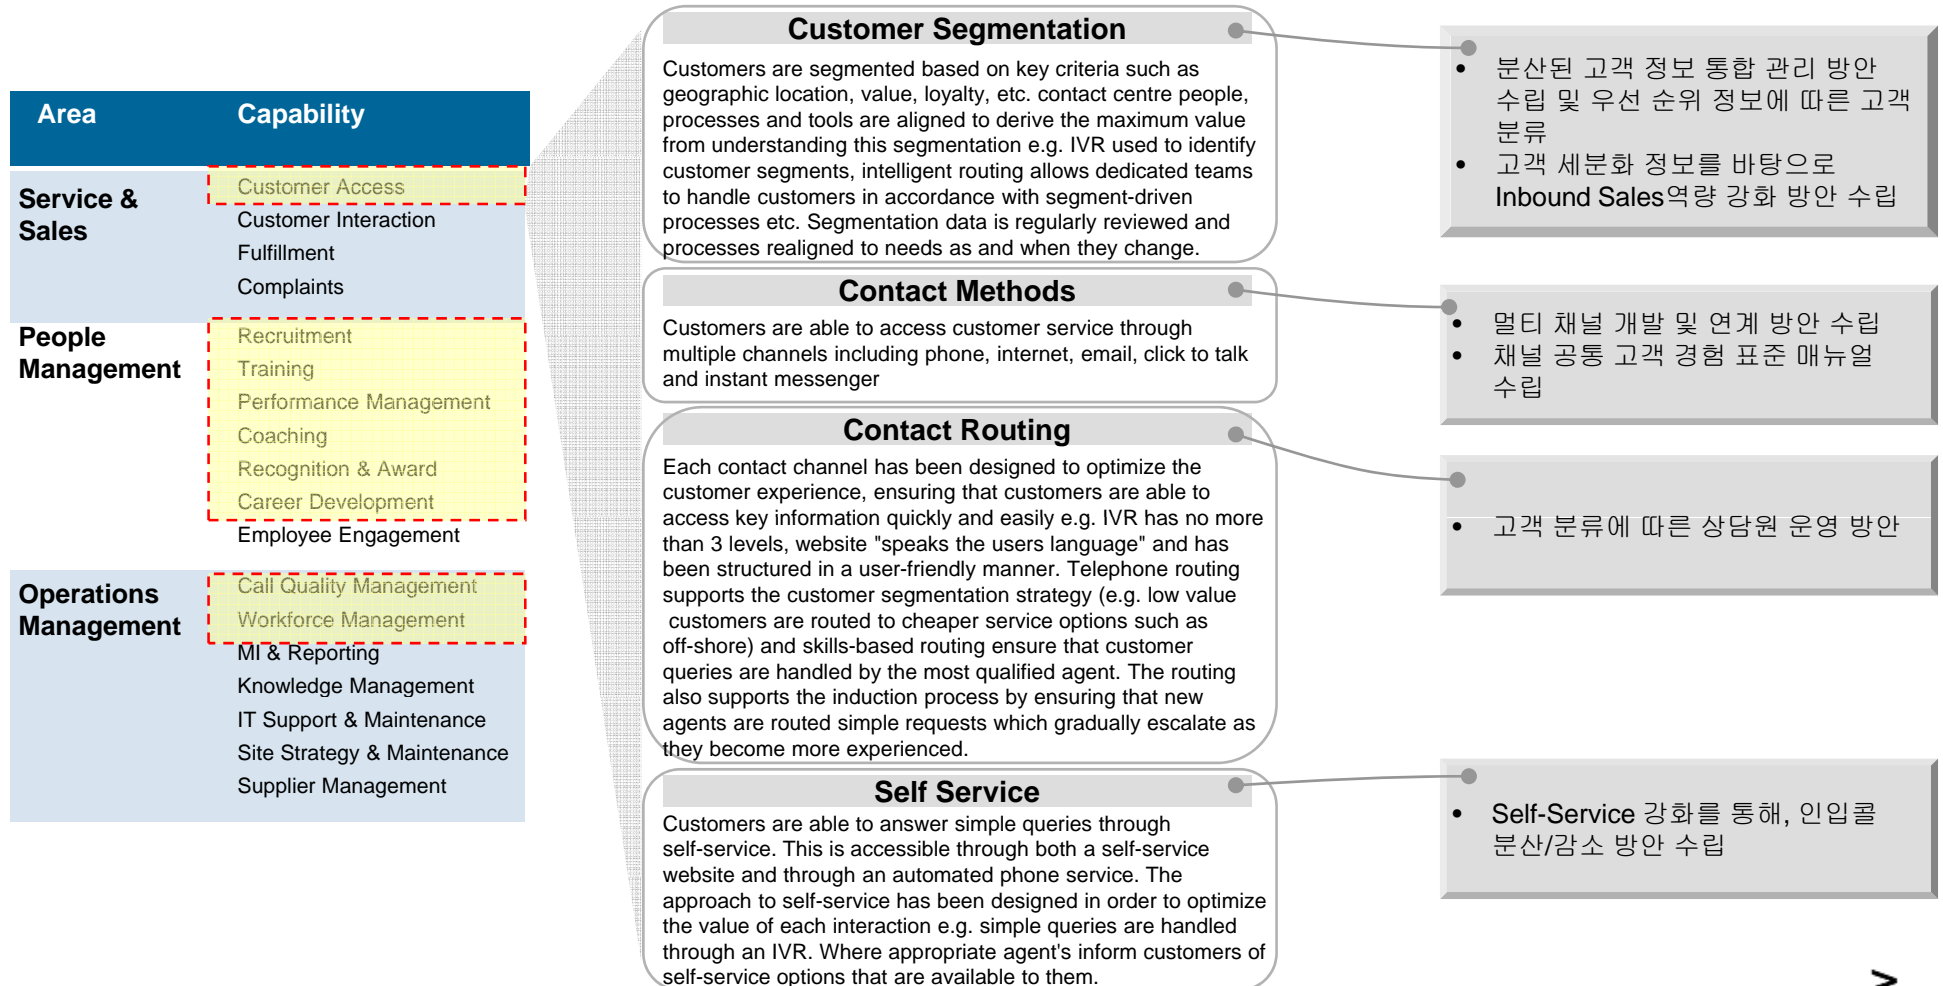 Area Capability
Service &
Sales
Customer Access
Customer Interaction
Fulfillment
Complaints
People
Management
Recruitment
Training
Performance Management
Coaching
Recognition & Award
Career Development
Employee Engagement
Operations
Management
Call Quality Management
Workforce Management
MI & Reporting
Knowledge Management
IT Support & Maintenance
Site Strategy & Maintenance
Supplier Management
Customer Segmentation
Customers are segmented based on key criteria such as
geographic location, value, loyalty, etc. contact centre people,
processes and tools are aligned to derive the maximum value
from understanding this segmentation e.g. IVR used to identify
customer segments, intelligent routing allows dedicated teams
to handle customers in accordance with segment-driven
processes etc. Segmentation data is regularly reviewed and
processes realigned to needs as and when they change.
Contact Methods
Customers are able to access customer service through
multiple channels including phone, internet, email, click to talk
and instant messenger
Contact Routing
Each contact channel has been designed to optimize the
customer experience, ensuring that customers are able to
access key information quickly and easily e.g. IVR has no more
than 3 levels, website "speaks the users language" and has
been structured in a user-friendly manner. Telephone routing
supports the customer segmentation strategy (e.g. low value
customers are routed to cheaper service options such as
off-shore) and skills-based routing ensure that customer
queries are handled by the most qualified agent. The routing
also supports the induction process by ensuring that new
agents are routed simple requests which gradually escalate as
they become more experienced.
Self Service
Customers are able to answer simple queries through
self-service. This is accessible through both a self-service
website and through an automated phone service. The
approach to self-service has been designed in order to optimize
the value of each interaction e.g. simple queries are handled
through an IVR. Where appropriate agent's inform customers of
self-service options that are available to them.
• 분산된 고객 정보 통합 관리 방안
수립 및 우선 순위 정보에 따른 고객
분류
• 고객 세분화 정보를 바탕으로
Inbound Sales역량 강화 방안 수립
• 멀티 채널 개발 및 연계 방안 수립
• 채널 공통 고객 경험 표준 매뉴얼
수립
• 고객 분류에 따른 상담원 운영 방안
• Self-Service 강화를 통해, 인입콜
분산/감소 방안 수립
>